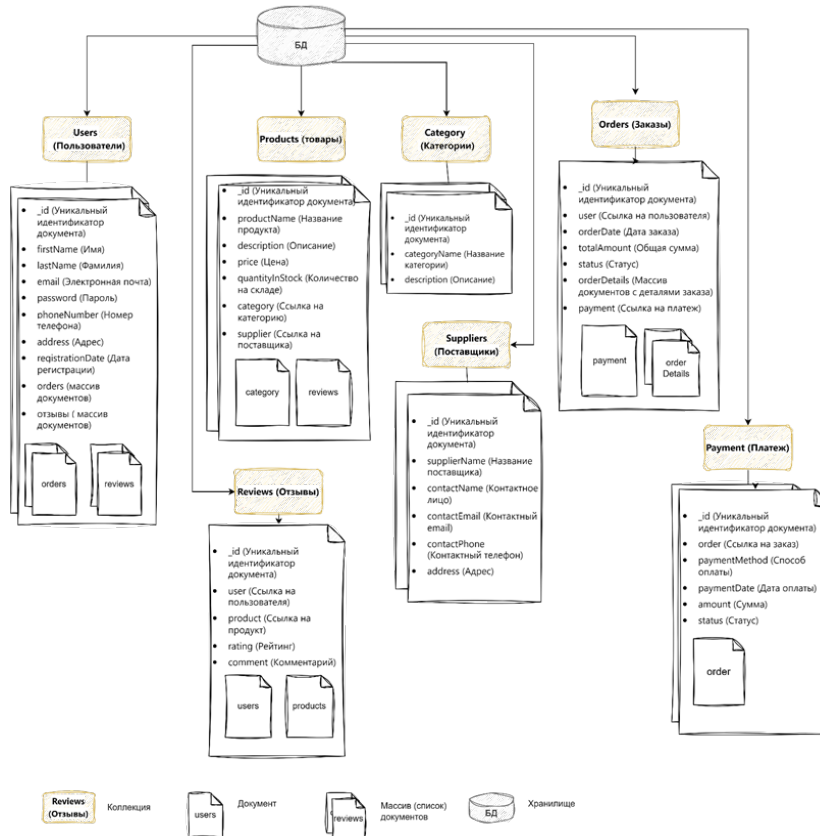 БД
Users
(Пользователи)
• _id (Уникальный
идентификатор
документа)
• firstName (Имя)
• lastName (Фамилия)
• email (Электронная почта)
• password (Пароль)
• phoneNumber (Номер
телефона)
• address (Адрес)
• registrationDate (Дата
регистрации)
• orders (массив
документов)
• отзывы ( массив
документов)
orders
reviews
Products (товары)
• _id (Уникальный
идентификатор документа)
• productName (Название
продукта)
• description (Описание)
• price (Цена)
• quantityInStock (Количество
на складе)
• category (Ссылка на
категорию)
• supplier (Ссылка на
поставщика)
category
reviews
Category
(Категории)
• _id (Уникальный
идентификатор
документа)
• categoryName (Название
категории)
• description (Описание)
Orders (Заказы)
• _id (Уникальный
идентификатор документа)
• user (Ссылка на пользователя)
• orderDate (Дата заказа)
• totalAmount (Общая сумма)
• status (Статус)
• orderDetails (Массив
документов с деталями заказа)
• payment (Ссылка на платеж)
payment
order
Details
Suppliers
(Поставщики)
• _id (Уникальный
идентификатор
документа)
• supplierName (Название
поставщика)
• contactName (Контактное
лицо)
• contactEmail (Контактный
email)
• contactPhone
(Контактный телефон)
• address (Адрес)
Reviews (Отзывы)
• _id (Уникальный
идентификатор
документа)
• user (Ссылка на
пользователя)
• product (Ссылка на
продукт)
• rating (Рейтинг)
• comment (Комментарий)
users
products
Payment (Платеж)
• _id (Уникальный
идентификатор документа)
• order (Ссылка на заказ)
• paymentMethod (Способ
оплаты)
• paymentDate (Дата оплаты)
• amount (Сумма)
• status (Статус)
order
Reviews
(Отзывы)
Коллекция
users
Документ
reviews
Массив (список)
документов
БД
Хранилище